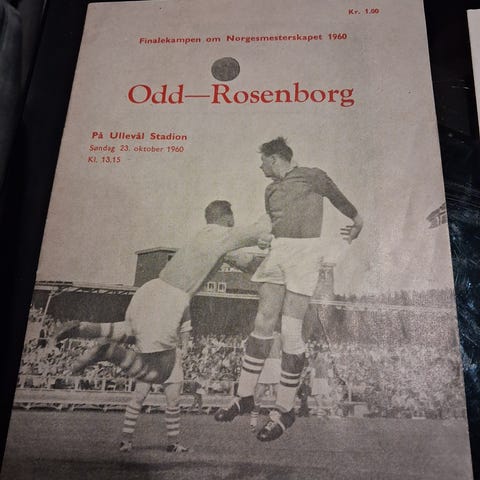 Kr. 1.00
Finalekampen om Norgesmesterskapet 1960
Odd—Rosenborg
På Ullevål Stadion
Søndag 23. oktober 1960
Kl. 13,15